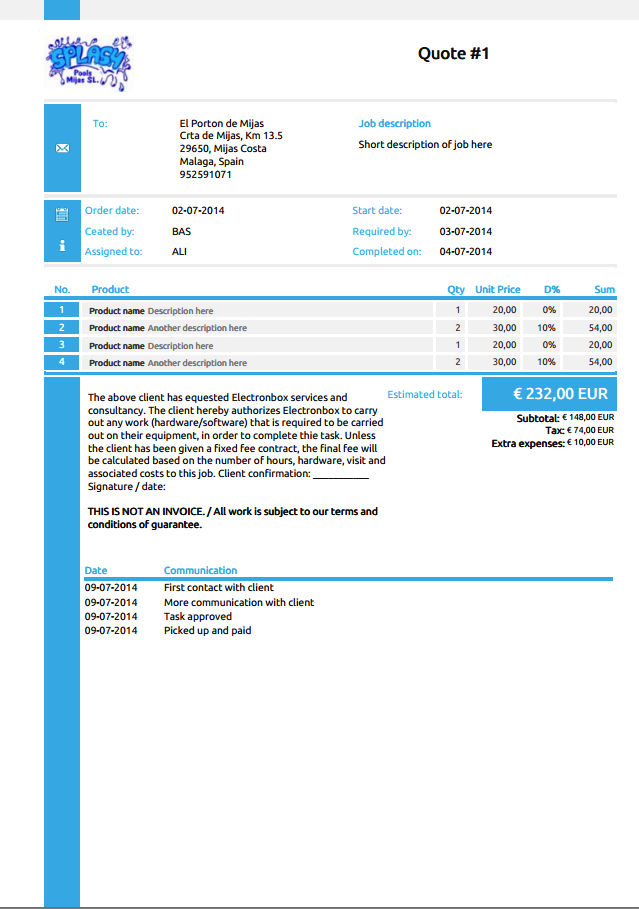 SPLASH
Pools
Mijas SL.
Quote #1
To:
El Porton de Mijas
Crta de Mijas, Km 13.5
29650, Mijas Costa
Malaga, Spain
952591071
Job description
Short description of job here
Order date: 02-07-2014 Start date: 02-07-2014
Ceated by: BAS Required by: 03-07-2014
Assigned to: ALI Completed on: 04-07-2014
No. Product Qty Unit Price D% Sum
1 Product name Description here 1 20,00 0% 20,00
2 Product name Another description here 2 30,00 10% 54,00
3 Product name Description here 1 20,00 0% 20,00
4 Product name Another description here 2 30,00 10% 54,00
The above client has equested Electronbox services and
consultancy. The client hereby authorizes Electronbox to carry
out any work (hardware/software) that is required to be carried
out on their equipment, in order to complete thie task. Unless
the client has been given a fixed fee contract, the final fee will
be calculated based on the number of hours, hardware, visit and
associated costs to this job. Client confirmation: ___________
Signature / date:
THIS IS NOT AN INVOICE. / All work is subject to our terms and
conditions of guarantee.
Estimated total: € 232,00 EUR
Subtotal: € 148,00 EUR
Tax: € 74,00 EUR
Extra expenses: € 10,00 EUR
Date Communication
09-07-2014 First contact with client
09-07-2014 More communication with client
09-07-2014 Task approved
09-07-2014 Picked up and paid